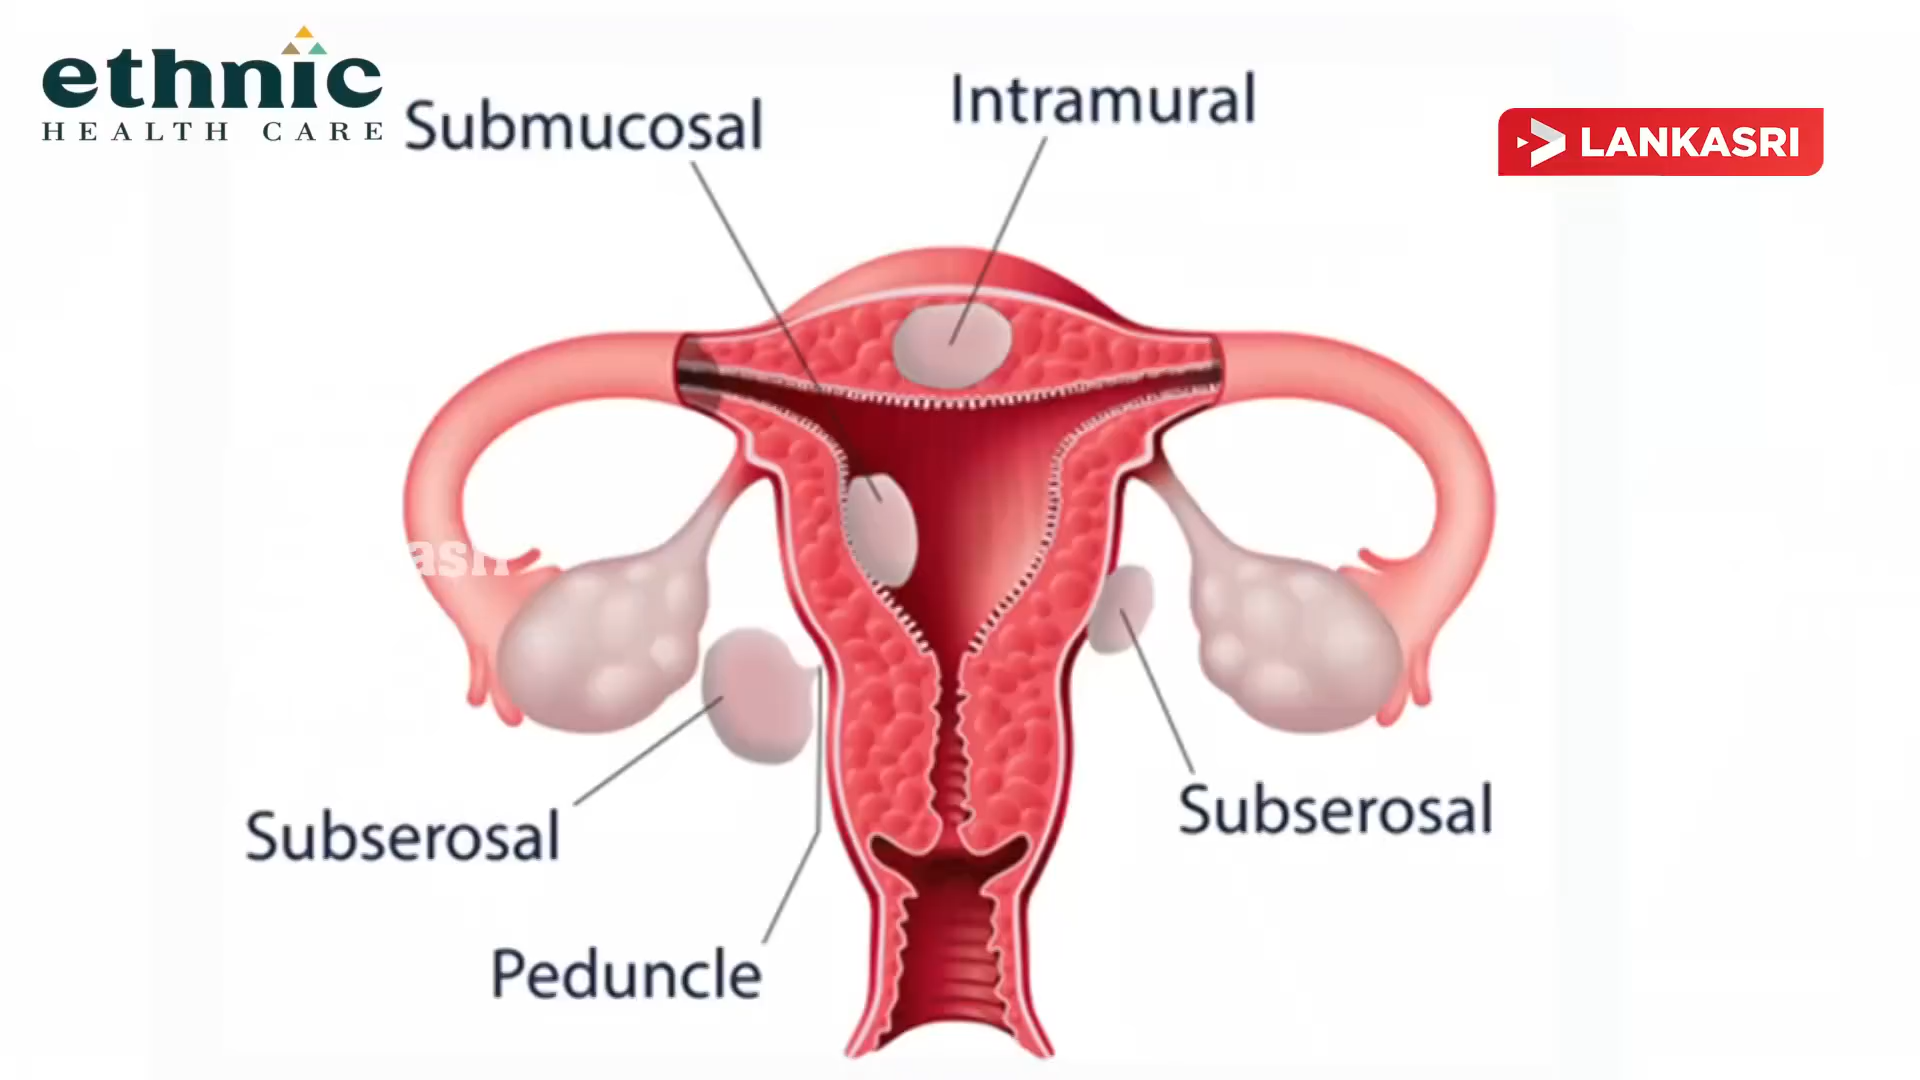 ethnic
HEALTH CARE
Submucosal
Intramural
LANKASRI
Subserosal
Subserosal
Peduncle